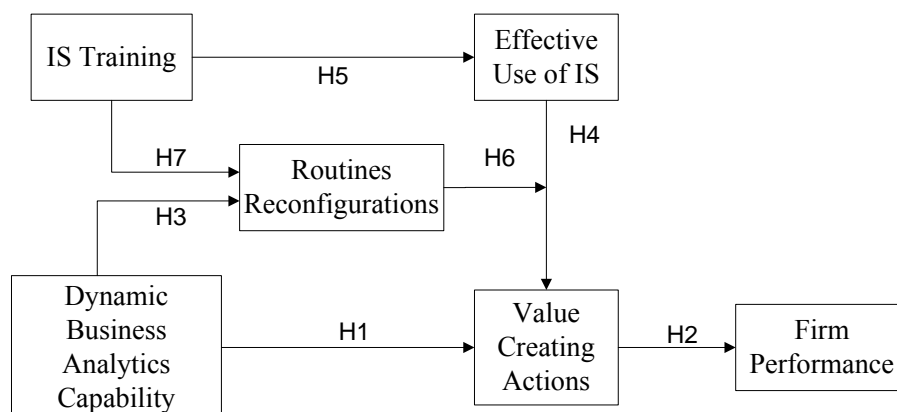 IS Training
H5
Effective
Use of IS
H4
H7
Routines
Reconfigurations
H6
H3
Dynamic
Business
Analytics
Capability
H1
Value
Creating
Actions
H2
Firm
Performance